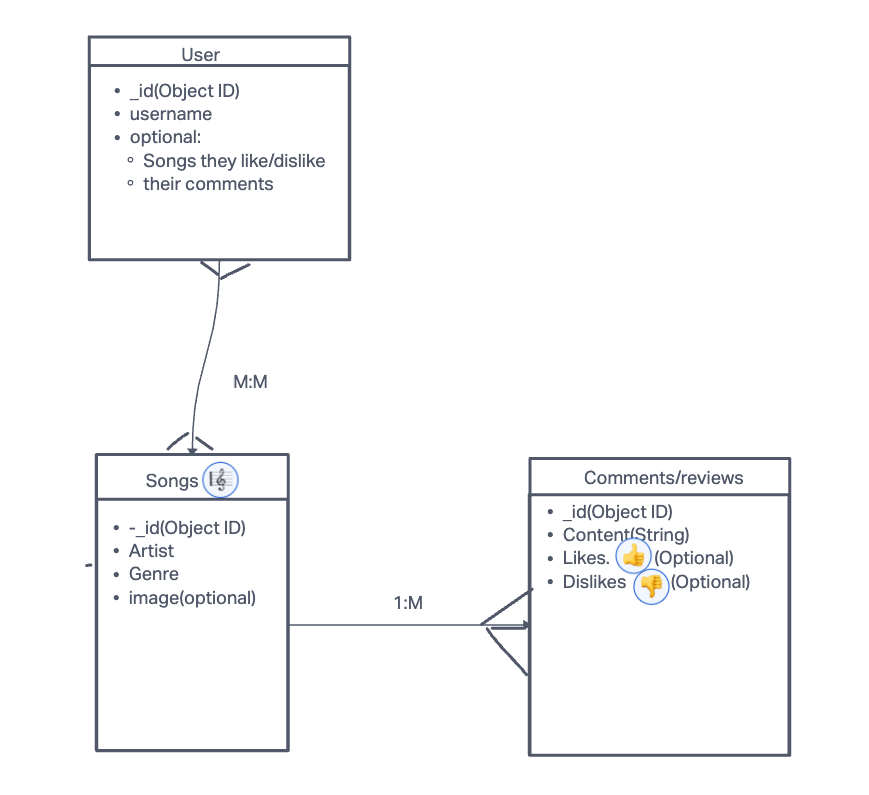 User
_id(Object ID)
username
optional:
Songs they like/dislike
their comments
M:M
Songs
-_id(Object ID)
Artist
Genre
image(optional)
1:M
Comments/reviews
_id(Object ID)
Content(String)
Likes. (Optional)
Dislikes (Optional)